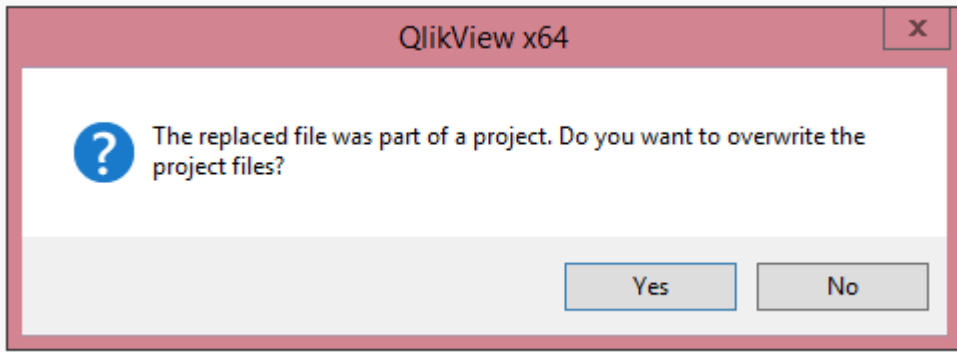 QlikView x64
x
?
The replaced file was part of a project. Do you want to overwrite the
project files?
Yes No